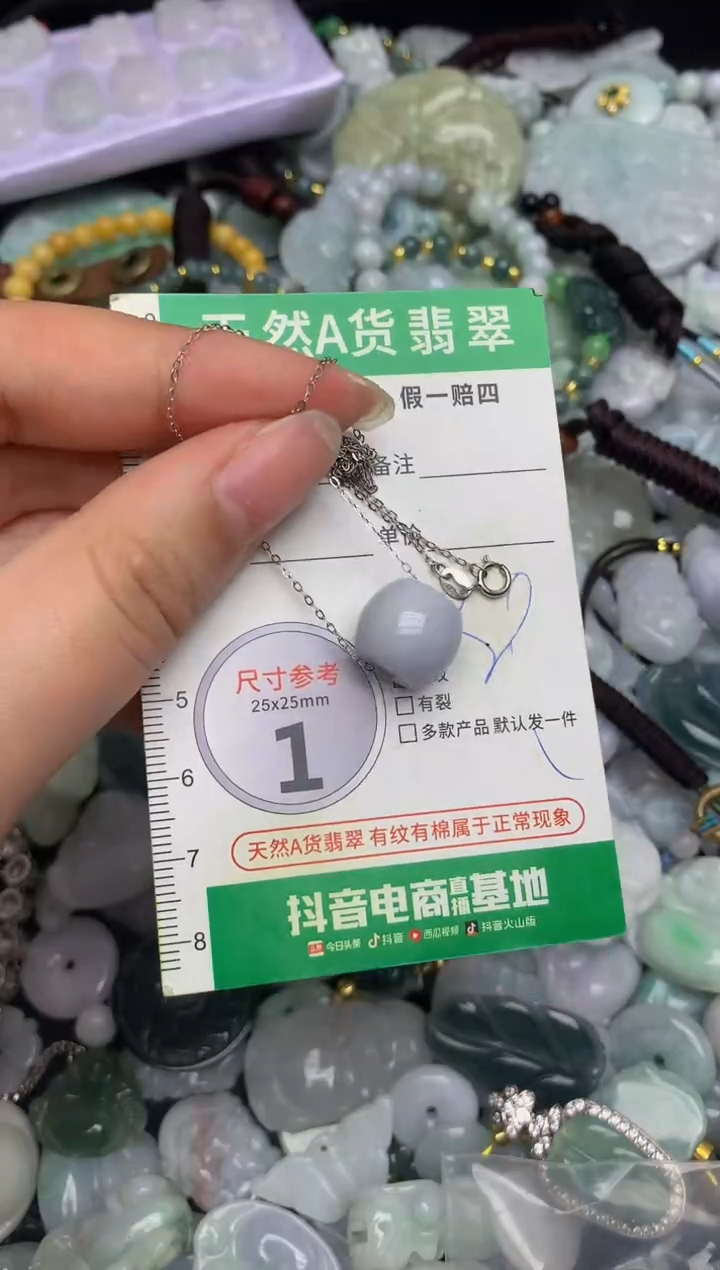 然A货翡翠
假一赔四
备注
单
5
尺寸参考
25x25mm
1
有裂
多款产品 默认发一件
6
天然A货翡翠 有纹有棉属于正常现象
7
抖音电商直播基地
今日头条 抖音 西瓜视频 抖音火山版
8